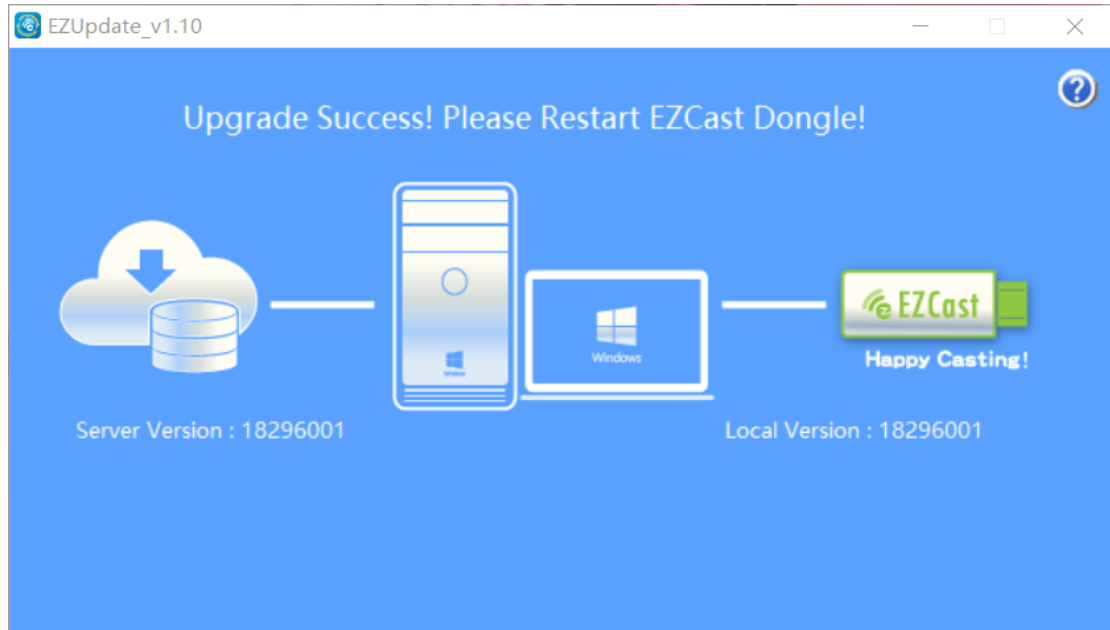 EZUpdate_v1.10
Upgrade Success! Please Restart EZCast Dongle!
Windows
EZCast
Happy Casting!
Server Version : 18296001
Local Version : 18296001